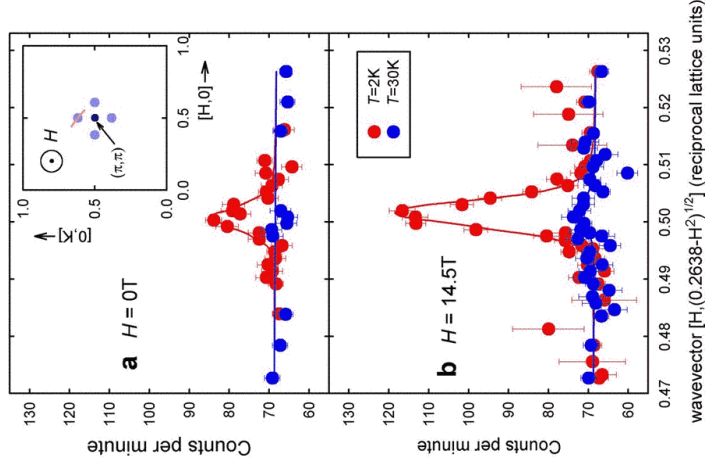 Counts per minute
130
120
110
100
90
80
70
60
a
H = 0T
1.0
0.5
0.0
[0,K]
H
(π,π)
0.0
0.5
1.0
[H,0]
Counts per minute
130
120
110
100
90
80
70
60
b
H = 14.5T
T=2K
T=30K
0.47 0.48 0.49 0.50 0.51 0.52 0.53
wavevector [H,(0.2638-H²)^1/2] (reciprocal lattice units)